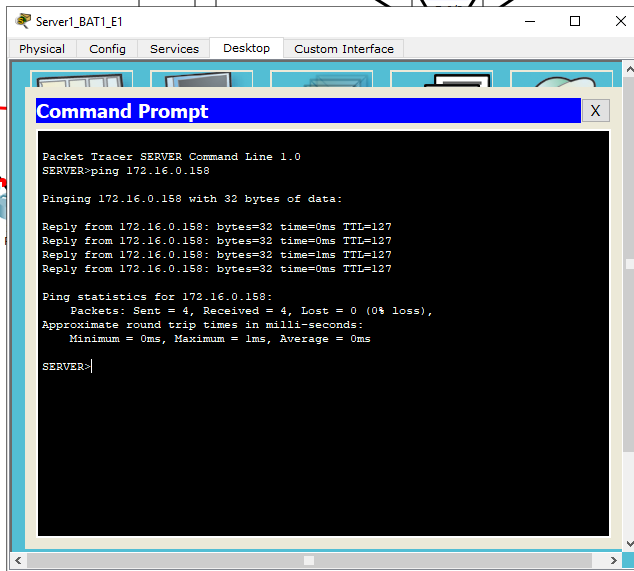 Server1_BAT1_E1
Physical Config Services Desktop Custom Interface
Command Prompt X
Packet Tracer SERVER Command Line 1.0
SERVER>ping 172.16.0.158
Pinging 172.16.0.158 with 32 bytes of data:
Reply from 172.16.0.158: bytes=32 time=0ms TTL=127
Reply from 172.16.0.158: bytes=32 time=0ms TTL=127
Reply from 172.16.0.158: bytes=32 time=1ms TTL=127
Reply from 172.16.0.158: bytes=32 time=0ms TTL=127
Ping statistics for 172.16.0.158:
Packets: Sent = 4, Received = 4, Lost = 0 (0% loss),
Approximate round trip times in milli-seconds:
Minimum = 0ms, Maximum = 1ms, Average = 0ms
SERVER>